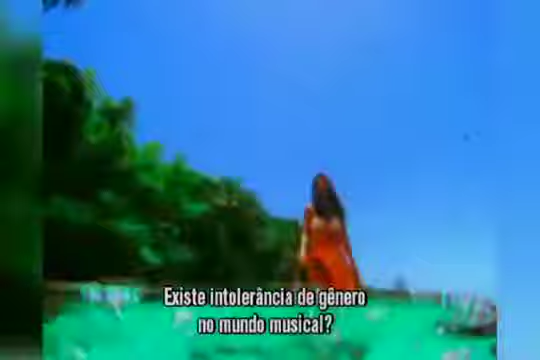 Existe intolerância de gênero
no mundo musical?